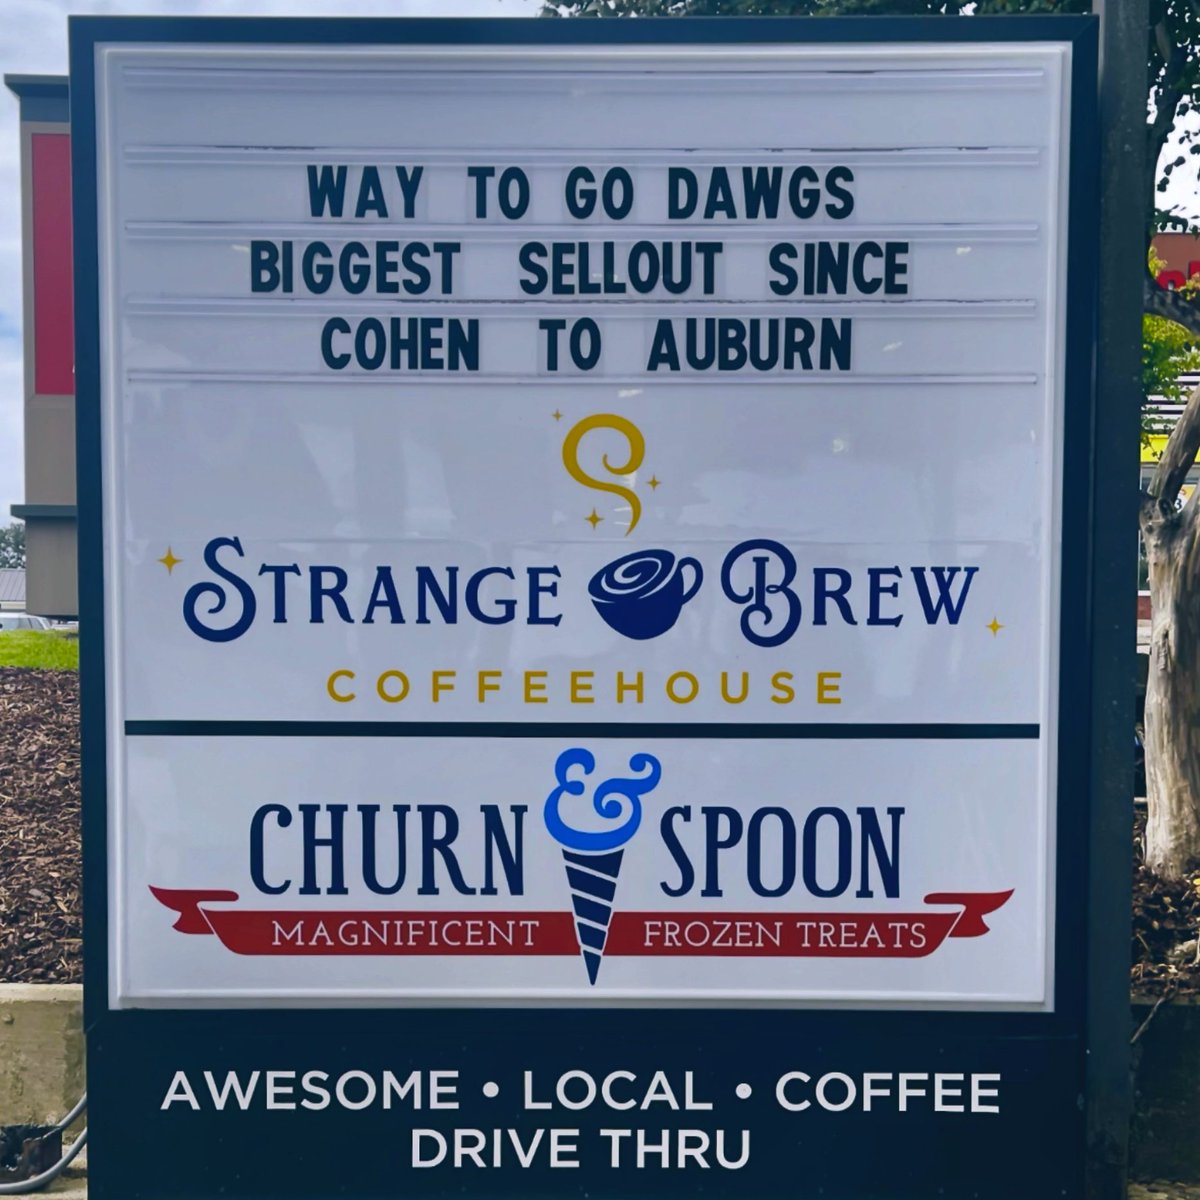 WAY TO GO DAWGS
BIGGEST SELLOUT SINCE
COHEN TO AUBURN
STRANGE BREW
COFFEEHOUSE
CHURN & SPOON
MAGNIFICENT FROZEN TREATS
AWESOME • LOCAL • COFFEE
DRIVE THRU